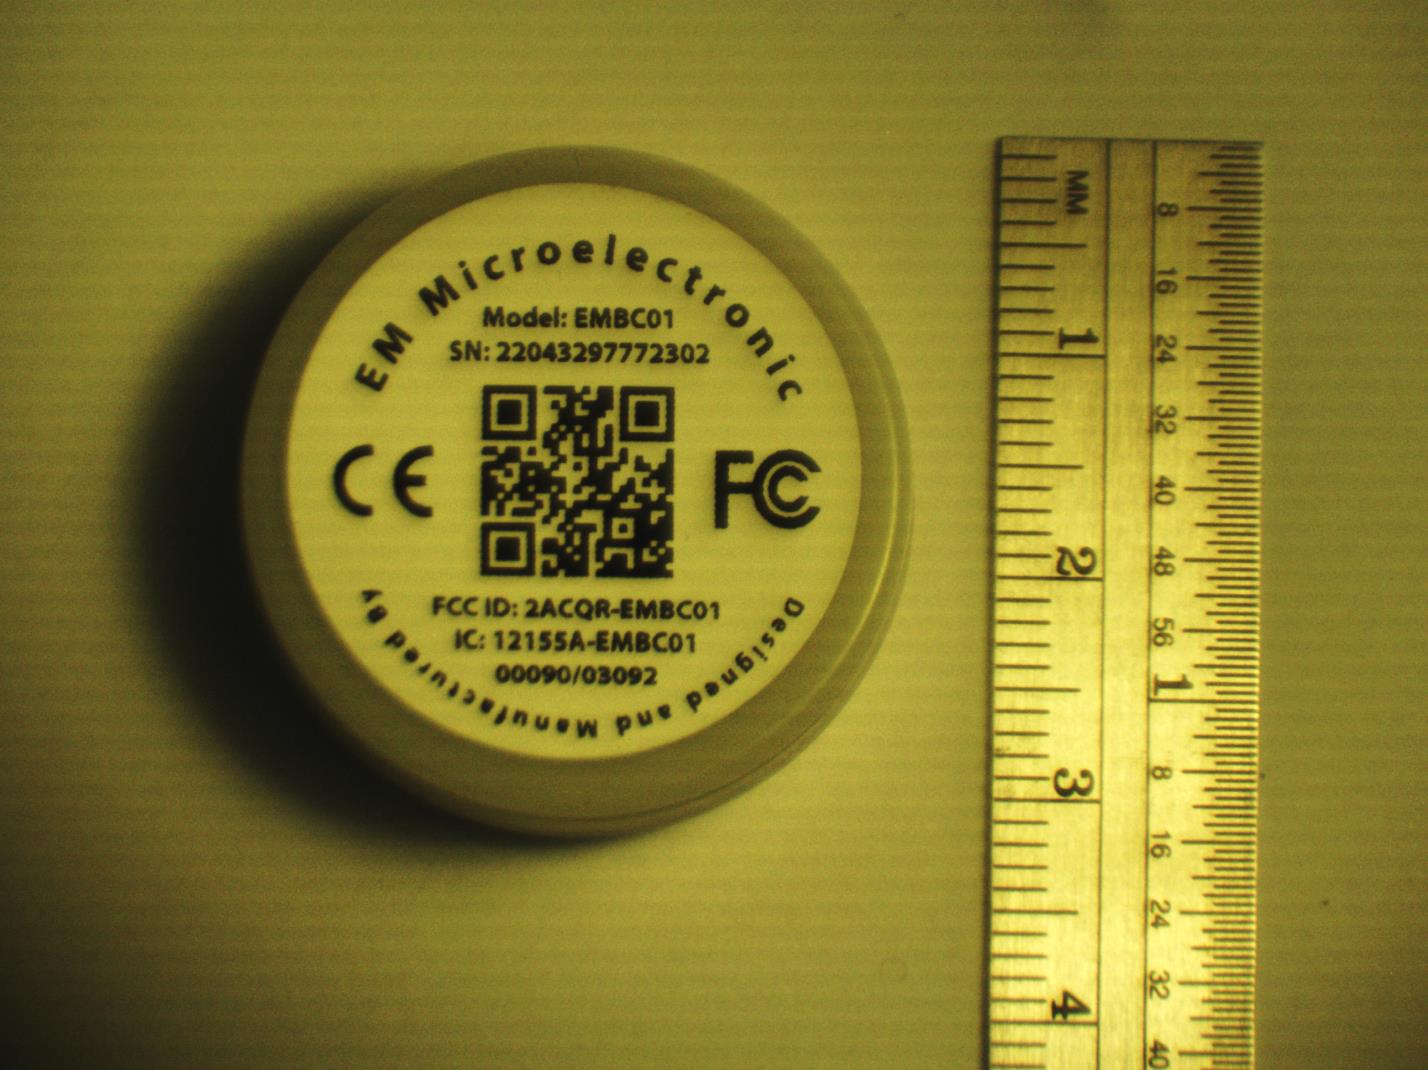 EM Microelectronic
Model: EMBC01
SN: 22043297772302
CE
FC
FCC ID: 2ACQR-EMBC01
IC: 12155A-EMBC01
00090/03092
Designed and Manufactured By
MM
1
2
3
4
8
16
24
32
40
48
56
1
8
16
24
32
40